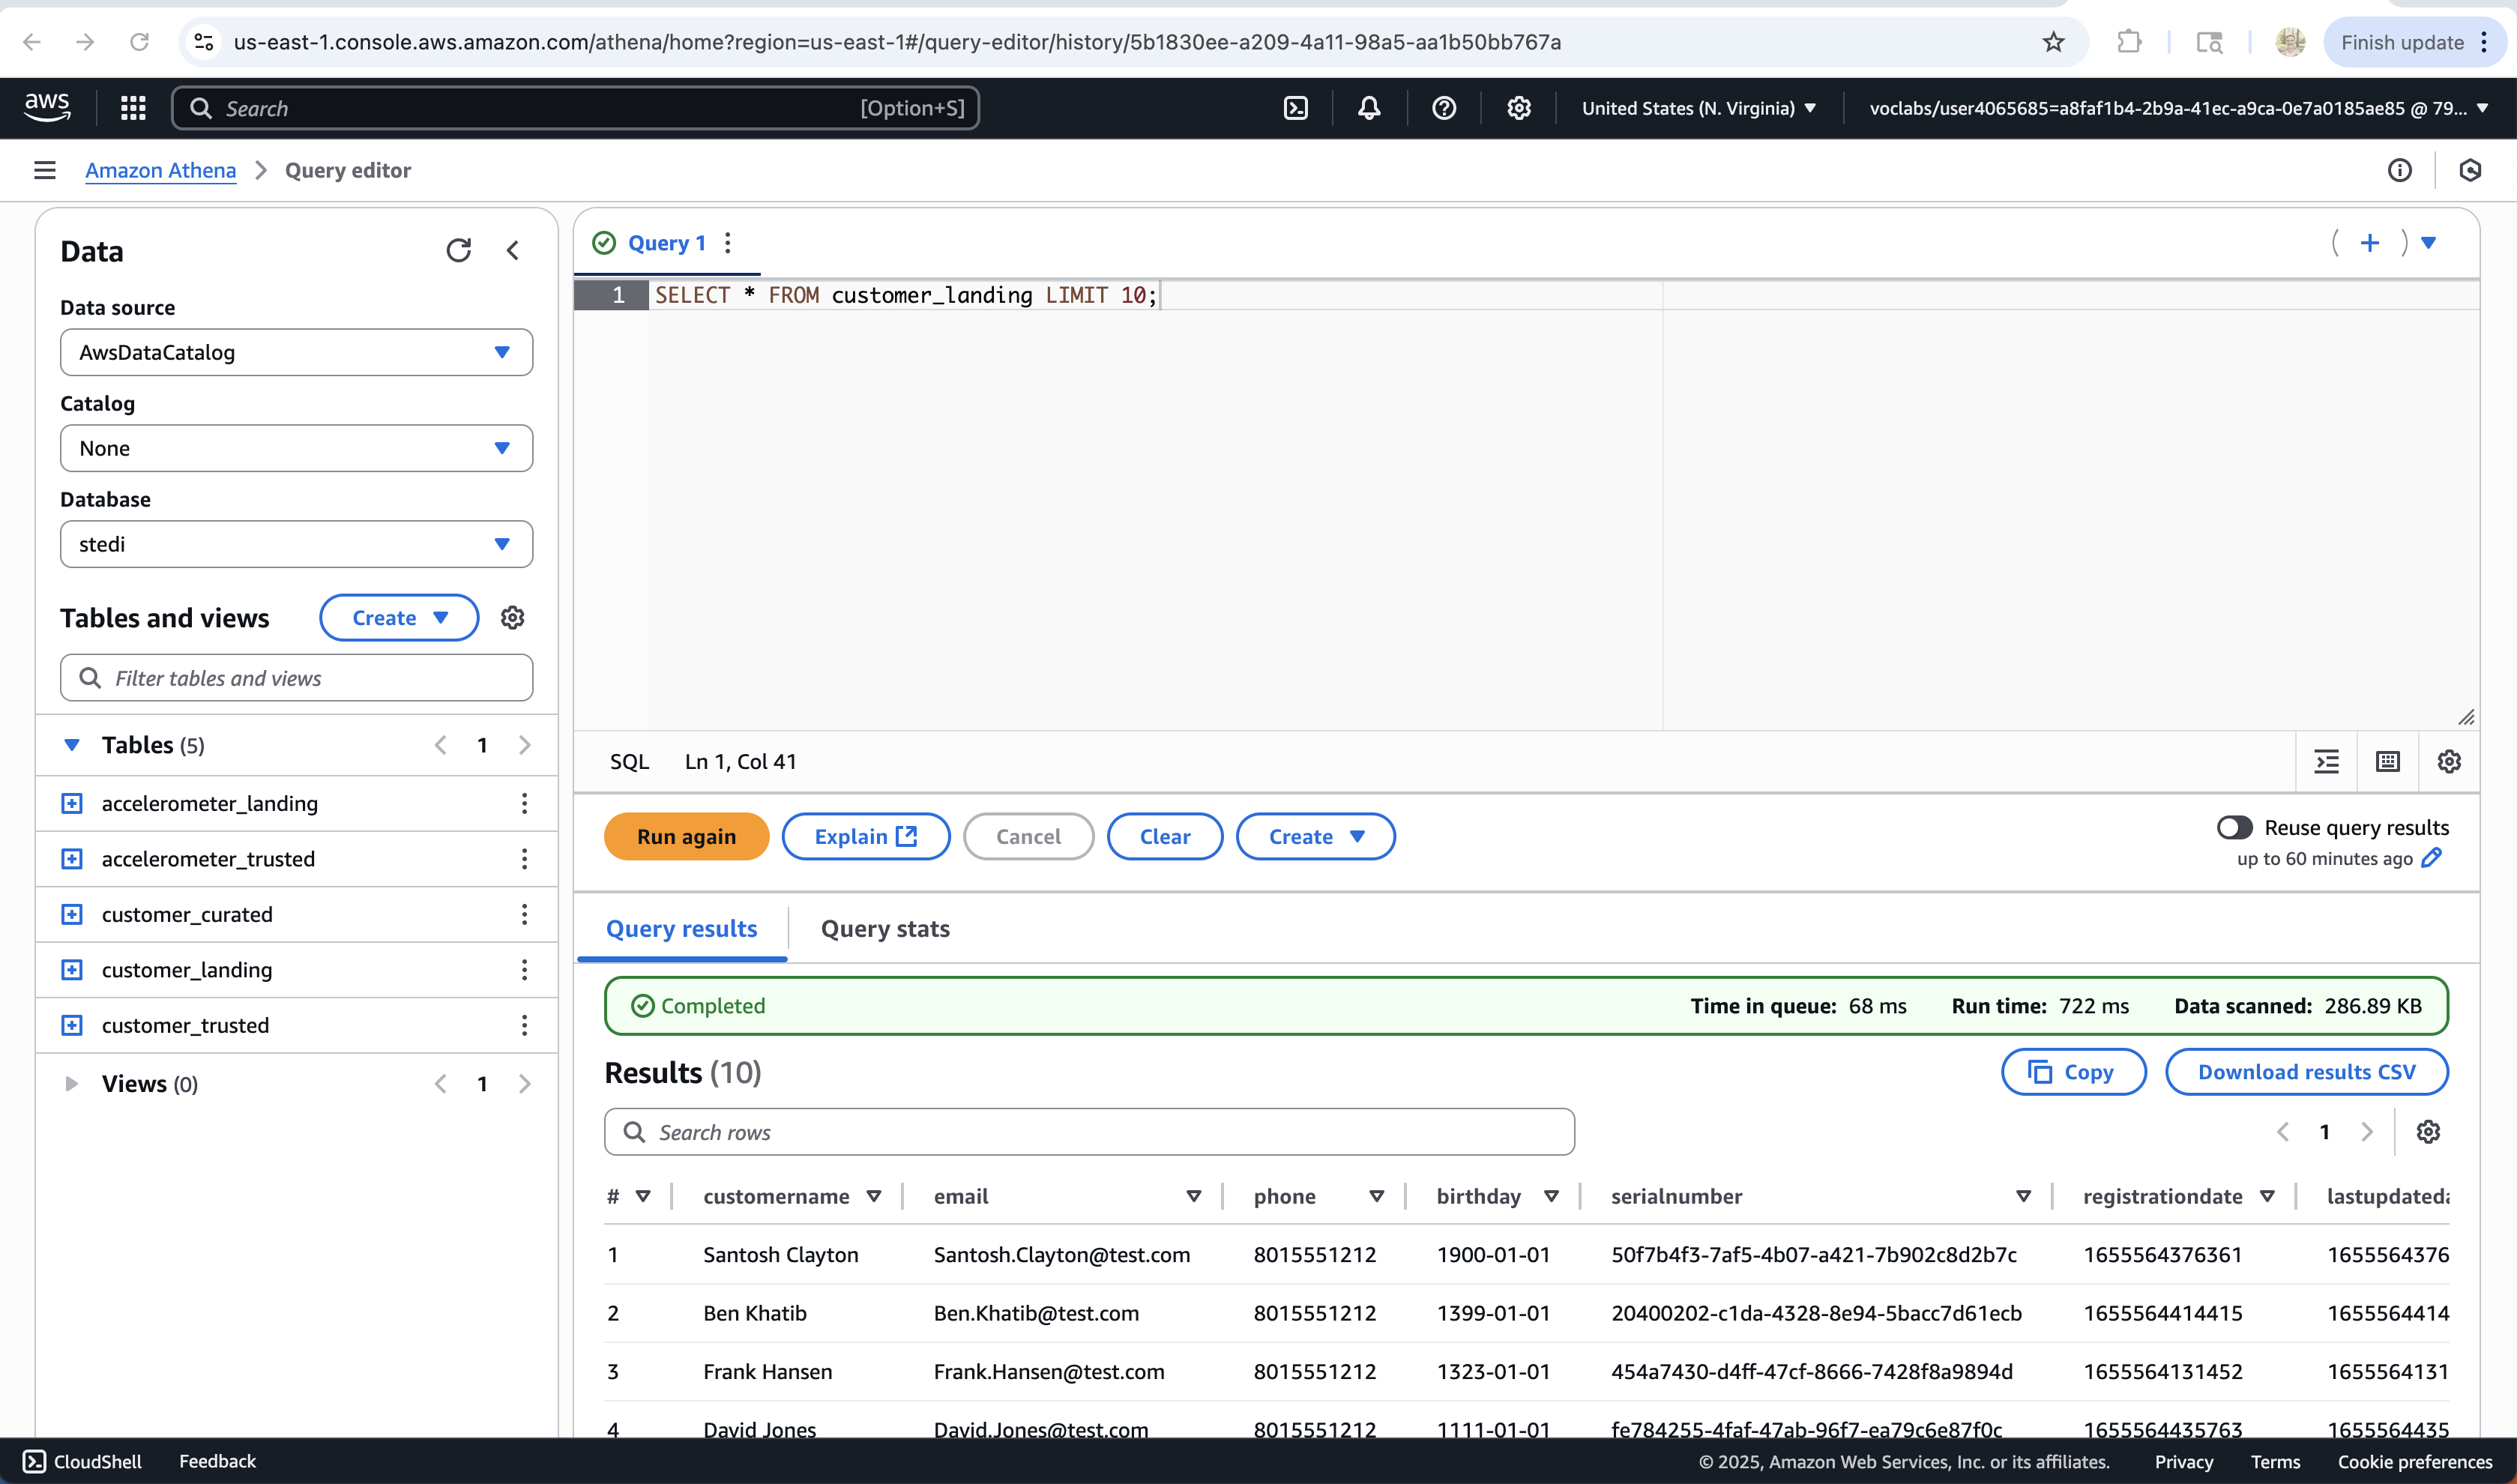 us-east-1.console.aws.amazon.com/athena/home?region=us-east-1#/query-editor/history/5b1830ee-a209-4a11-98a5-aa1b50bb767a
Finish update
aws
Search
[Option+S]
United States (N. Virginia)
voclabs/user4065685=a8faf1b4-2b9a-41ec-a9ca-0e7a0185ae85 @ 79...
Amazon Athena
Query editor
Data
Data source
AwsDataCatalog
Catalog
None
Database
stedi
Tables and views
Create
Filter tables and views
Tables (5)
1
accelerometer_landing
accelerometer_trusted
customer_curated
customer_landing
customer_trusted
Views (0)
1
Query 1
1 SELECT * FROM customer_landing LIMIT 10;
SQL Ln 1, Col 41
Run again
Explain
Cancel
Clear
Create
Reuse query results
up to 60 minutes ago
Query results
Query stats
Completed
Time in queue: 68 ms
Run time: 722 ms
Data scanned: 286.89 KB
Results (10)
Copy
Download results CSV
Search rows
1
# customername email phone birthday serialnumber registrationdate lastupdateda
1 Santosh Clayton Santosh.Clayton@test.com 8015551212 1900-01-01 50f7b4f3-7af5-4b07-a421-7b902c8d2b7c 1655564376361 1655564376
2 Ben Khatib Ben.Khatib@test.com 8015551212 1399-01-01 20400202-c1da-4328-8e94-5bacc7d61ecb 1655564414415 1655564414
3 Frank Hansen Frank.Hansen@test.com 8015551212 1323-01-01 454a7430-d4ff-47cf-8666-7428f8a9894d 1655564131452 1655564131
4 David Jones David.Jones@test.com 8015551212 1111-01-01 fe784255-4faf-47ab-96f7-ea79c6e87f0c 1655564435763 1655564435
CloudShell
Feedback
© 2025, Amazon Web Services, Inc. or its affiliates.
Privacy
Terms
Cookie preferences